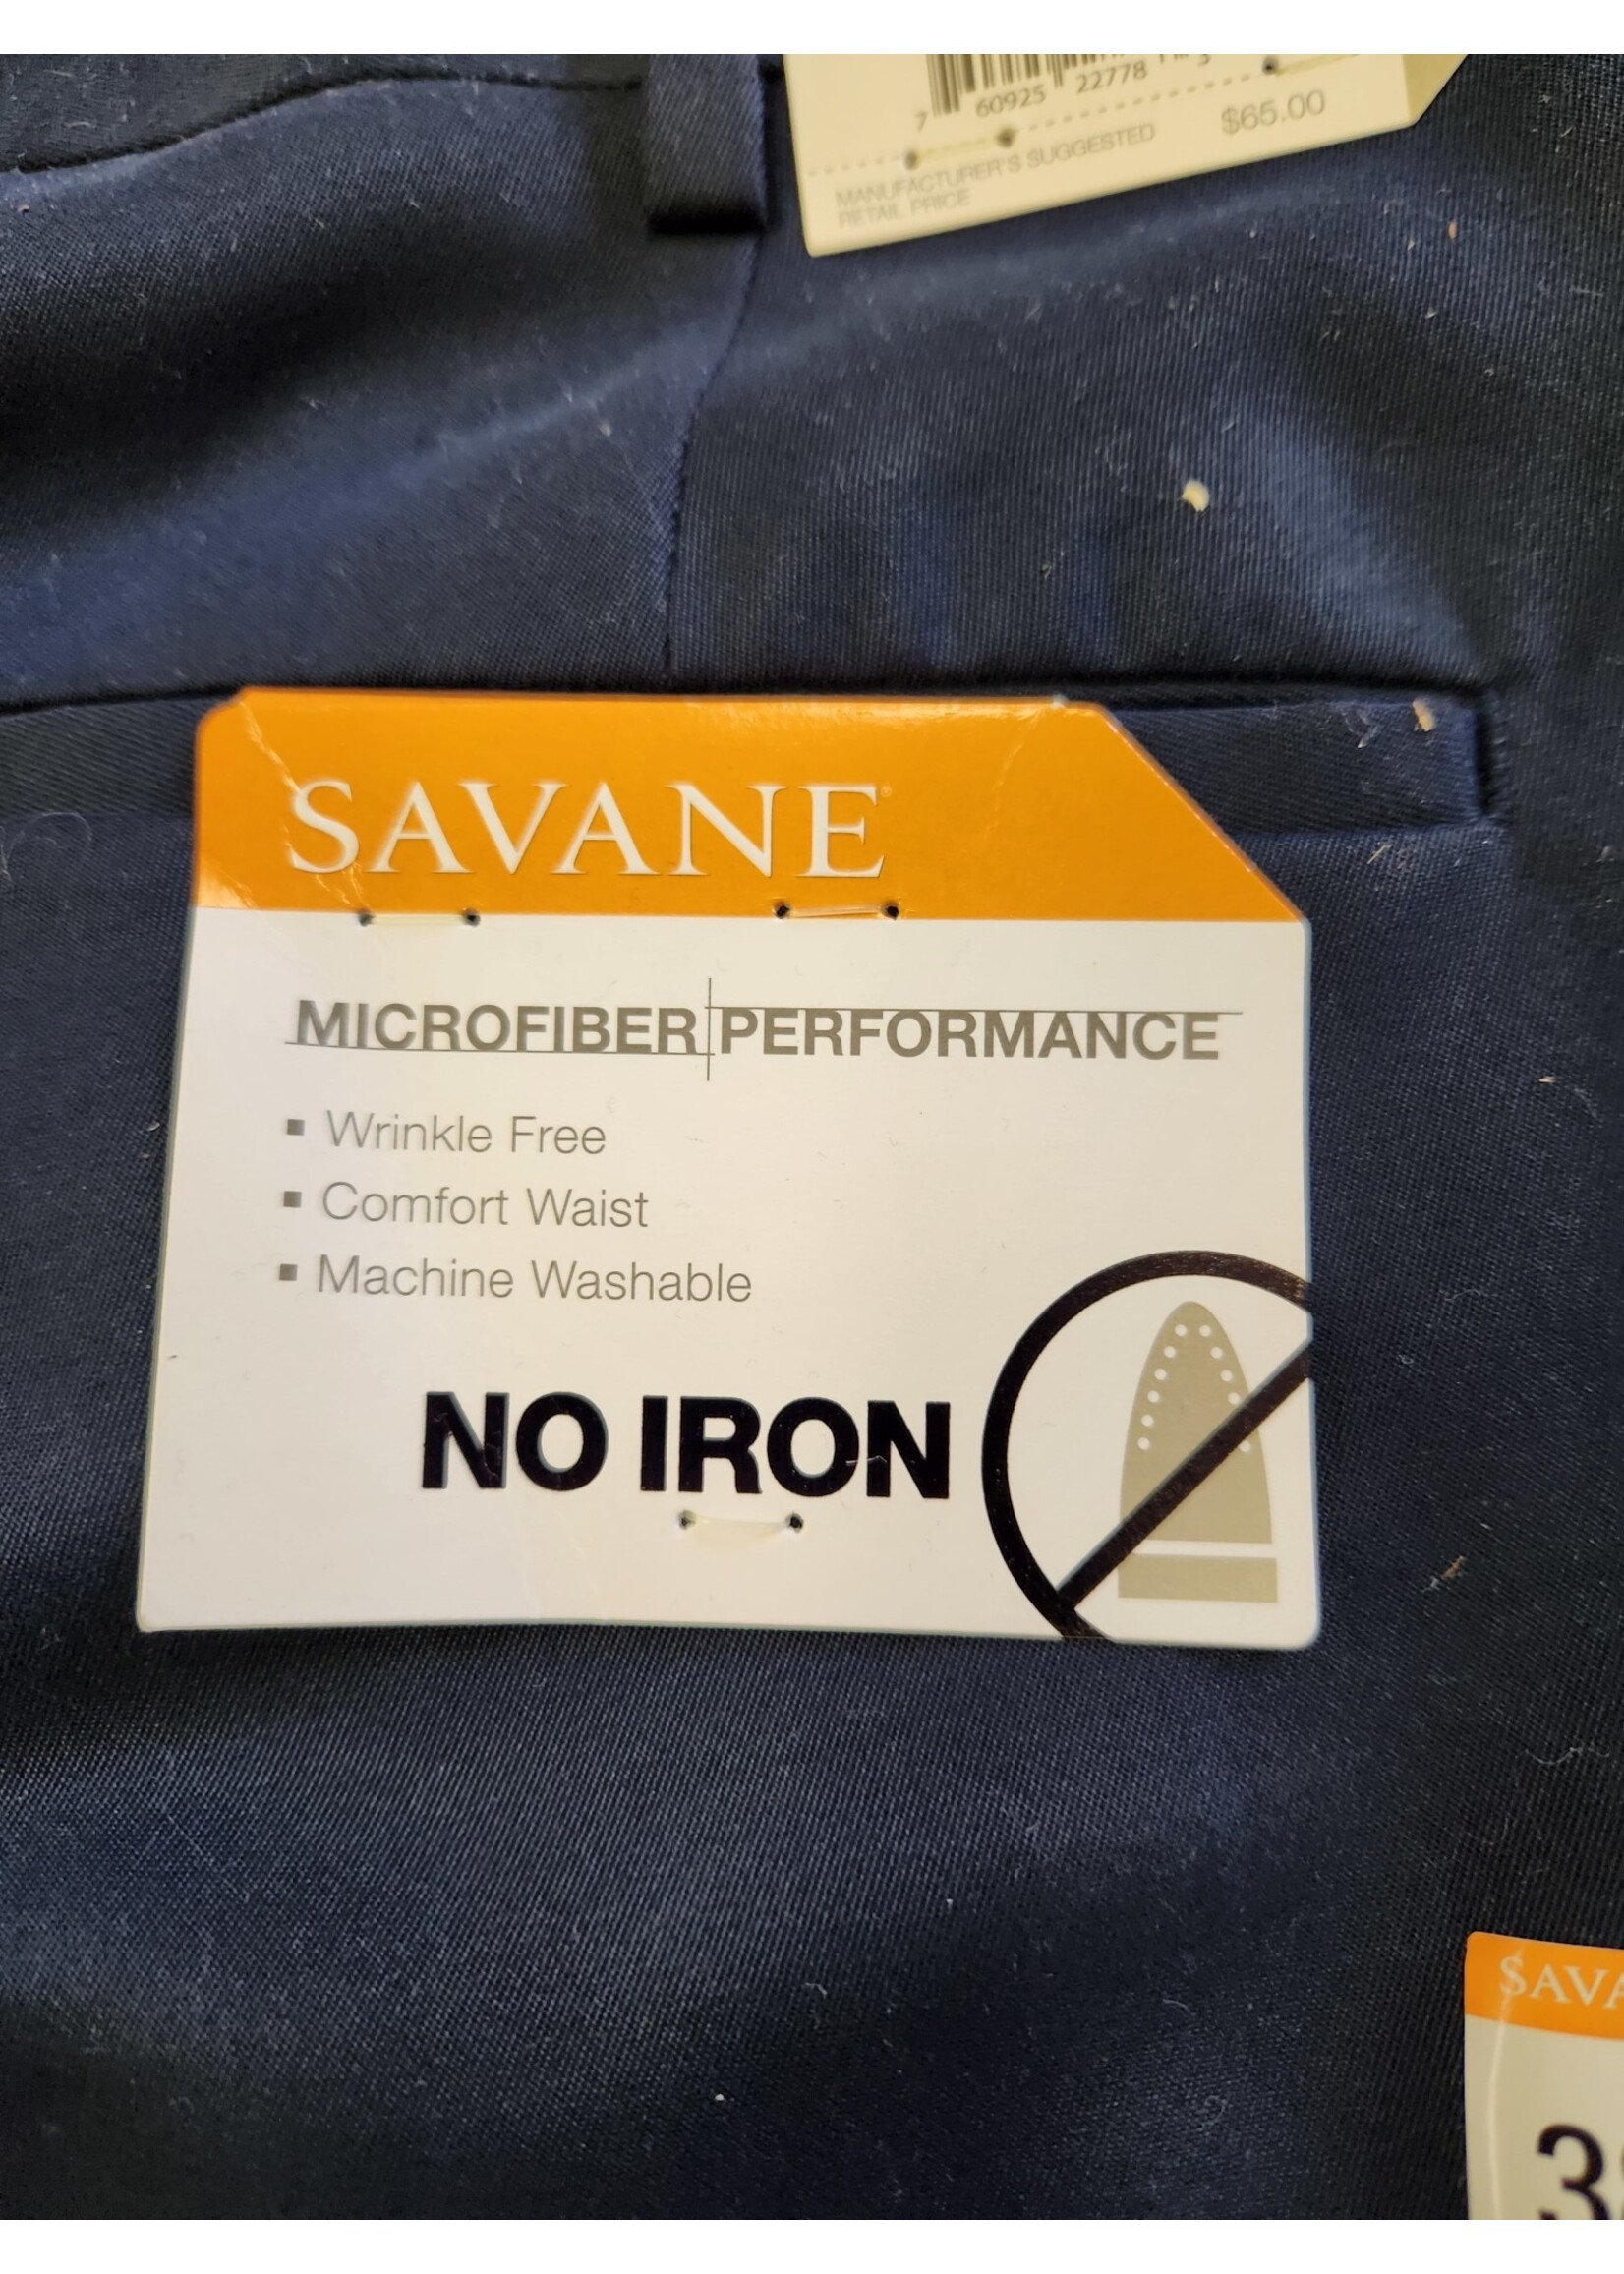 7 60925 22778
$65.00
MANUFACTURER'S SUGGESTED
RETAIL PRICE
SAVANE®
MICROFIBER PERFORMANCE
▪ Wrinkle Free
▪ Comfort Waist
▪ Machine Washable
NO IRON
SAVA